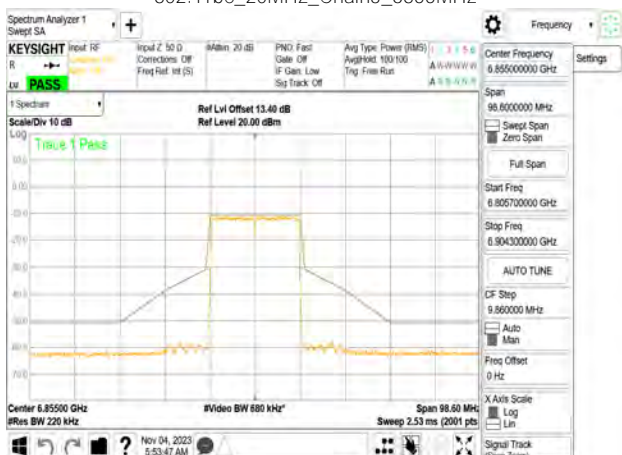 Spectrum Analyzer 1
Swept SA
Frequency
KEYSIGHT
Input: RF
R
LU
PASS
Input Z: 50 Ω
Corrections: Off
Freq Ref: Int (S)
#Atten: 20 dB
PNO: Fast
Gate: Off
IF Gain: Low
Sig Track: Off
Avg Type: Power (RMS)
Avg|Hold: 100/100
Trig: Free Run
1 Spectrum
Scale/Div 10 dB
Ref Lvl Offset 13.40 dB
Ref Level 20.00 dBm
Log
Trace 1 Pass
Center 6.85500 GHz
#Res BW 220 kHz
#Video BW 680 kHz*
Span 98.60 MHz
Sweep 2.53 ms (2001 pts
Nov 04, 2023
5:53:47 AM
Center Frequency
6.855000000 GHz
Settings
Span
98.6000000 MHz
Swept Span
Zero Span
Full Span
Start Freq
6.805700000 GHz
Stop Freq
6.904300000 GHz
AUTO TUNE
CF Step
9.860000 MHz
Auto
Man
Freq Offset
0 Hz
X Axis Scale
Log
Lin
Signal Track